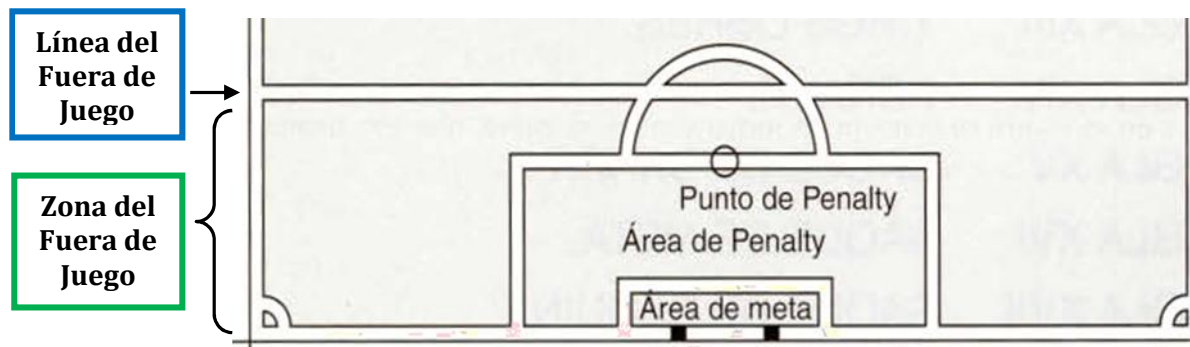 Línea del
Fuera de
Juego
Zona del
Fuera de
Juego
Punto de Penalty
Área de Penalty
Área de meta